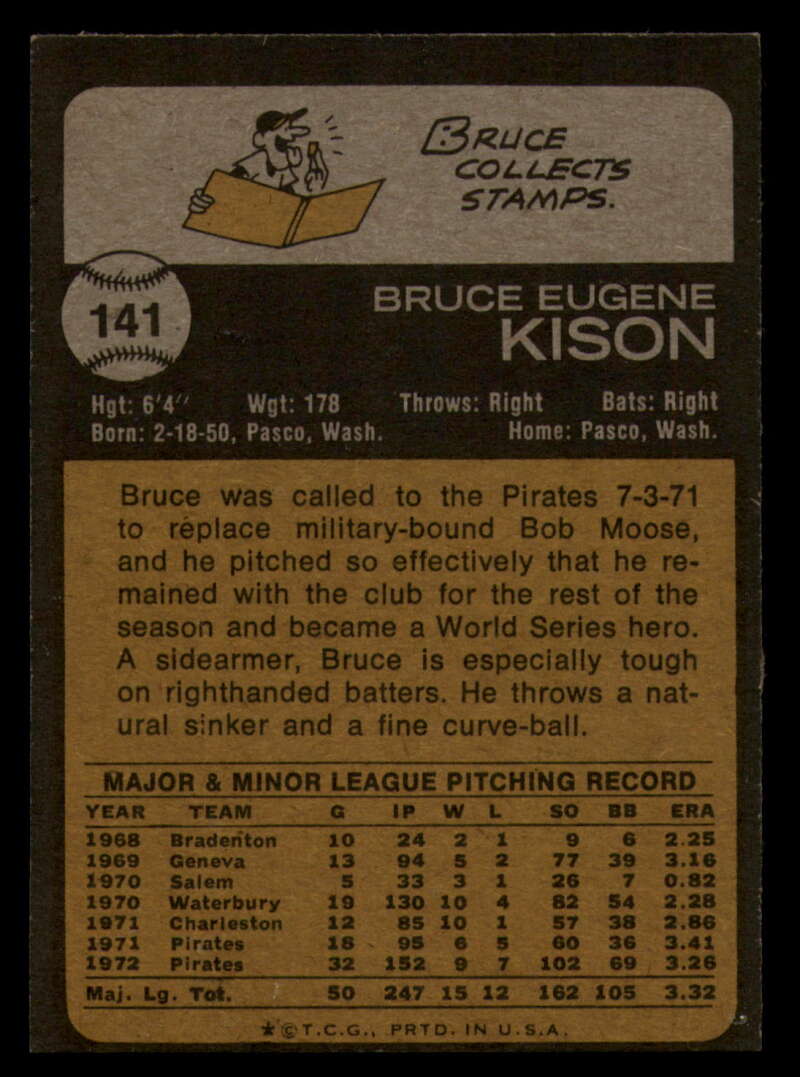 BRUCE
COLLECTS
STAMPS.
141
BRUCE EUGENE
KISON
Hgt: 6'4" Wgt: 178 Throws: Right Bats: Right
Born: 2-18-50, Pasco, Wash. Home: Pasco, Wash.
Bruce was called to the Pirates 7-3-71
to replace military-bound Bob Moose,
and he pitched so effectively that he re-
mained with the club for the rest of the
season and became a World Series hero.
A sidearmer, Bruce is especially tough
on righthanded batters. He throws a nat-
ural sinker and a fine curve-ball.
MAJOR & MINOR LEAGUE PITCHING RECORD
YEAR TEAM G IP W L SO BB ERA
1968 Bradenton 10 24 2 1 9 6 2.25
1969 Geneva 13 94 5 2 77 39 3.16
1970 Salem 5 33 3 1 26 7 0.82
1970 Waterbury 19 130 10 4 82 54 2.28
1971 Charleston 12 85 10 1 57 38 2.86
1971 Pirates 18 95 6 5 60 36 3.41
1972 Pirates 32 152 9 7 102 69 3.26
Maj. Lg. Tot. 50 247 15 12 162 105 3.32
★©T.C.G., PRTD. IN U.S.A.